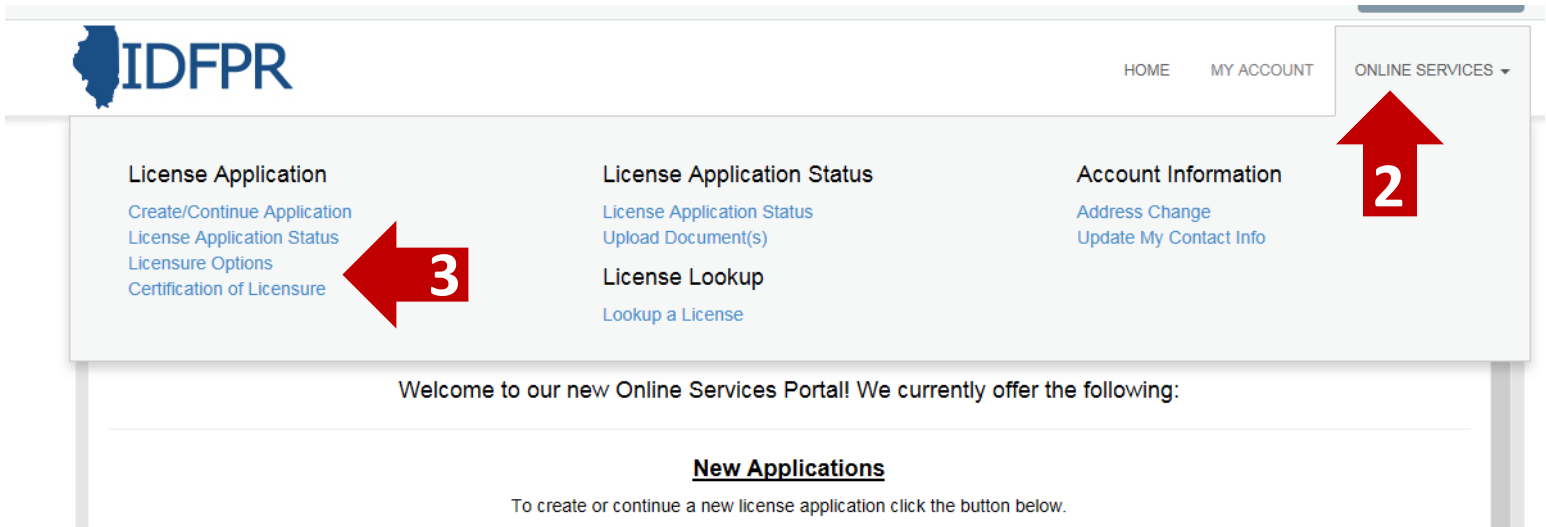 IDFPR
HOME MY ACCOUNT ONLINE SERVICES
2
License Application
Create/Continue Application
License Application Status
Licensure Options
Certification of Licensure
3
License Application Status
License Application Status
Upload Document(s)
License Lookup
Lookup a License
Account Information
Address Change
Update My Contact Info
Welcome to our new Online Services Portal! We currently offer the following:
New Applications
To create or continue a new license application click the button below.